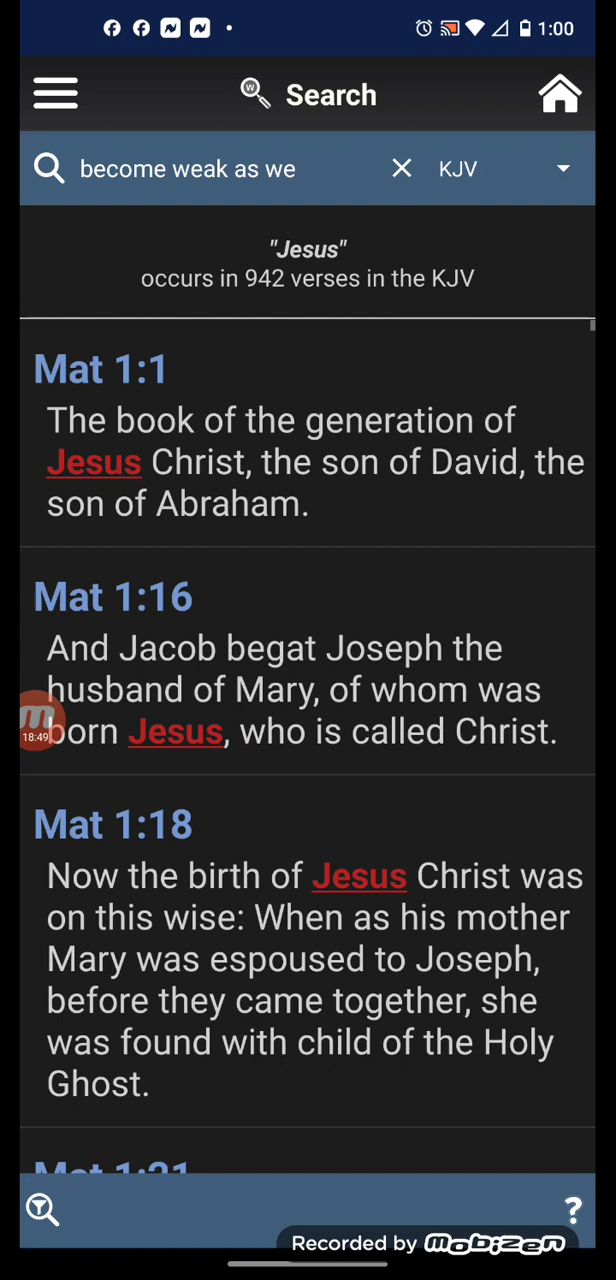 1:00
Search
become weak as we
KJV
"Jesus"
occurs in 942 verses in the KJV
Mat 1:1
The book of the generation of
Jesus Christ, the son of David, the
son of Abraham.
Mat 1:16
And Jacob begat Joseph the
husband of Mary, of whom was
born Jesus, who is called Christ.
18:49
Mat 1:18
Now the birth of Jesus Christ was
on this wise: When as his mother
Mary was espoused to Joseph,
before they came together, she
was found with child of the Holy
Ghost.
Mat 1:21
?
Recorded by mobizen